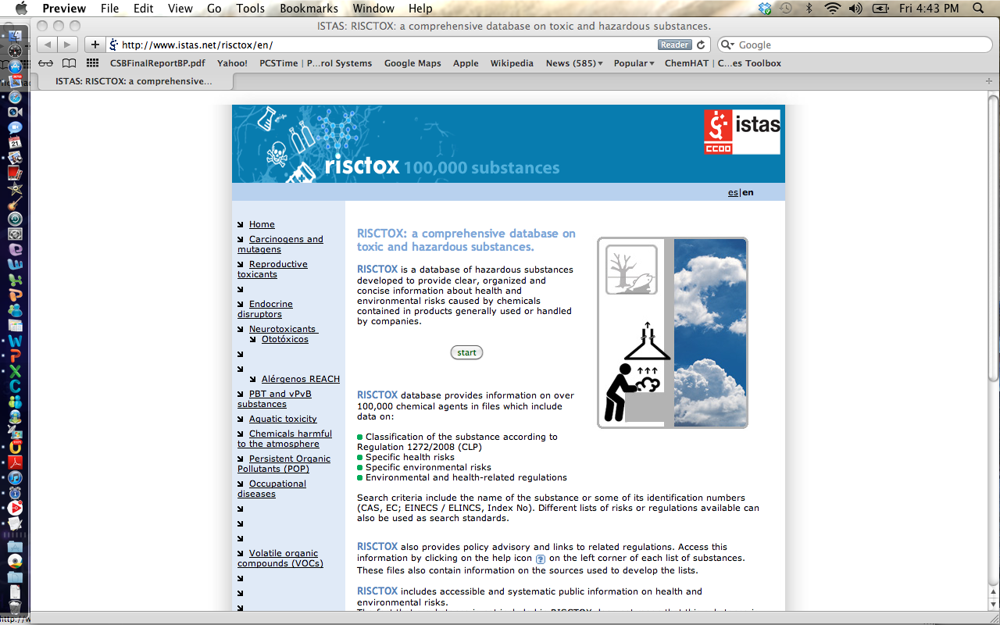 Preview File Edit View Go Tools Bookmarks Window Help Fri 4:43 PM
ISTAS: RISCTOX: a comprehensive database on toxic and hazardous substances.
http://www.istas.net/risctox/en/ Reader Google
CSBFinalReportBP.pdf Yahoo! PCSTime | P...rol Systems Google Maps Apple Wikipedia News (585) Popular ChemHAT | C...es Toolbox
ISTAS: RISCTOX: a comprehensive...
istas
CCOO
risctox 100,000 substances
es|en
Home
Carcinogens and
mutagens
Reproductive
toxicants
Endocrine
disruptors
Neurotoxicants
Ototóxicos
Alérgenos REACH
PBT and vPvB
substances
Aquatic toxicity
Chemicals harmful
to the atmosphere
Persistent Organic
Pollutants (POP)
Occupational
diseases
Volatile organic
compounds (VOCs)
RISCTOX: a comprehensive database on
toxic and hazardous substances.
RISCTOX is a database of hazardous substances
developed to provide clear, organized and
concise information about health and
environmental risks caused by chemicals
contained in products generally used or handled
by companies.
start
RISCTOX database provides information on over
100,000 chemical agents in files which include
data on:
Classification of the substance according to
Regulation 1272/2008 (CLP)
Specific health risks
Specific environmental risks
Environmental and health-related regulations
Search criteria include the name of the substance or some of its identification numbers
(CAS, EC; EINECS / ELINCS, Index No). Different lists of risks or regulations available can
also be used as search standards.
RISCTOX also provides policy advisory and links to related regulations. Access this
information by clicking on the help icon ? on the left corner of each list of substances.
These files also contain information on the sources used to develop the lists.
RISCTOX includes accessible and systematic public information on health and
environmental risks.